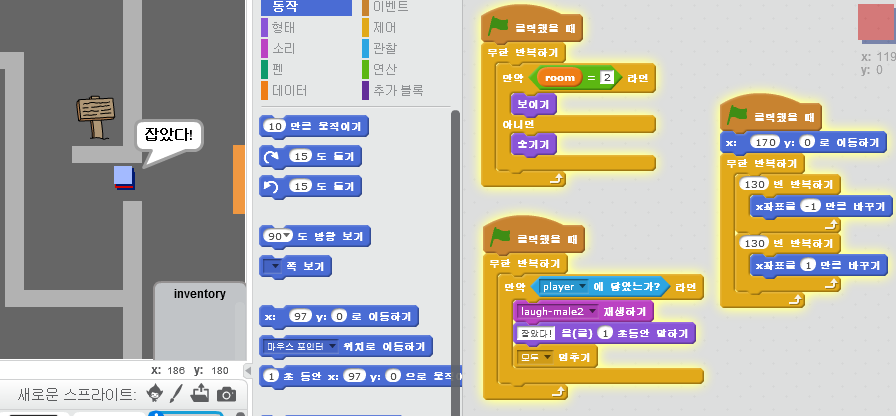 동작
이벤트
형태
제어
소리
관찰
펜
연산
데이터
추가 블록
10 만큼 움직이기
15 도 돌기
15 도 돌기
90 도 방향 보기
쪽 보기
x: 97 y: 0 로 이동하기
마우스 포인터 위치로 이동하기
1 초 동안 x: 97 y: 0 으로 움직
잡았다!
inventory
x: 186 y: 180
새로운 스프라이트:
클릭했을 때
무한 반복하기
만약 room = 2 라면
보이기
아니면
숨기기
클릭했을 때
무한 반복하기
만약 player 에 닿았는가? 라면
laugh-male2 재생하기
잡았다! 을(를) 1 초동안 말하기
모두 멈추기
x: 119
y: 0
클릭했을 때
x: 170 y: 0 로 이동하기
무한 반복하기
130 번 반복하기
x좌표를 -1 만큼 바꾸기
130 번 반복하기
x좌표를 1 만큼 바꾸기